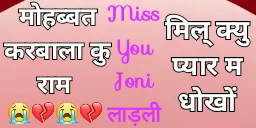 मोहब्बत
करबाला कु
राम
😭💔😭💔
Miss
You
Joni
लाड़ली
मिल् क्यु
प्यार म
धोखों